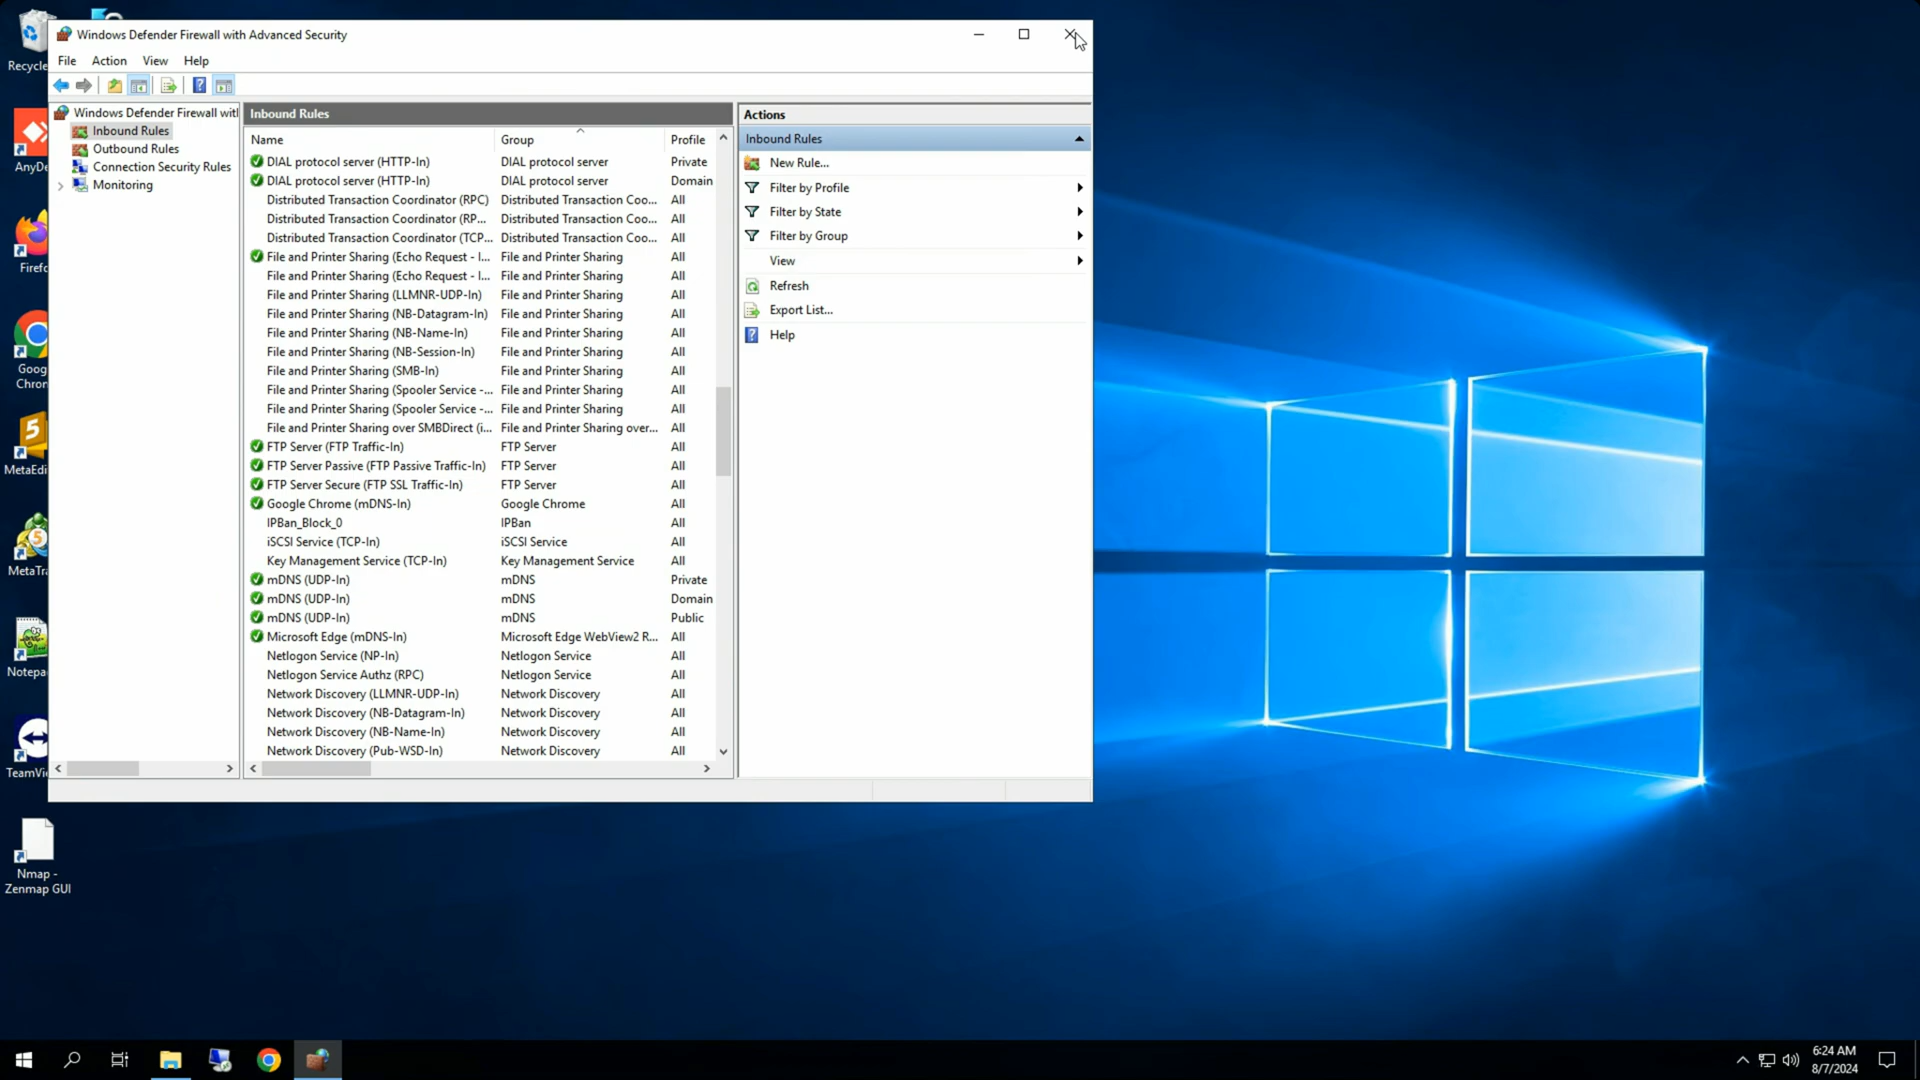 Recycle
AnyDe
Firefo
Goog
Chron
MetaEdi
MetaTra
Notepa
TeamVi
Nmap -
Zenmap GUI
Windows Defender Firewall with Advanced Security
File Action View Help
Windows Defender Firewall witl
Inbound Rules
Outbound Rules
Connection Security Rules
Monitoring
Inbound Rules
Name Group Profile
DIAL protocol server (HTTP-In) DIAL protocol server Private
DIAL protocol server (HTTP-In) DIAL protocol server Domain
Distributed Transaction Coordinator (RPC) Distributed Transaction Coo... All
Distributed Transaction Coordinator (RP... Distributed Transaction Coo... All
Distributed Transaction Coordinator (TCP... Distributed Transaction Coo... All
File and Printer Sharing (Echo Request - I... File and Printer Sharing All
File and Printer Sharing (Echo Request - I... File and Printer Sharing All
File and Printer Sharing (LLMNR-UDP-In) File and Printer Sharing All
File and Printer Sharing (NB-Datagram-In) File and Printer Sharing All
File and Printer Sharing (NB-Name-In) File and Printer Sharing All
File and Printer Sharing (NB-Session-In) File and Printer Sharing All
File and Printer Sharing (SMB-In) File and Printer Sharing All
File and Printer Sharing (Spooler Service -... File and Printer Sharing All
File and Printer Sharing (Spooler Service -... File and Printer Sharing All
File and Printer Sharing over SMBDirect (i... File and Printer Sharing over... All
FTP Server (FTP Traffic-In) FTP Server All
FTP Server Passive (FTP Passive Traffic-In) FTP Server All
FTP Server Secure (FTP SSL Traffic-In) FTP Server All
Google Chrome (mDNS-In) Google Chrome All
IPBan_Block_0 IPBan All
iSCSI Service (TCP-In) iSCSI Service All
Key Management Service (TCP-In) Key Management Service All
mDNS (UDP-In) mDNS Private
mDNS (UDP-In) mDNS Domain
mDNS (UDP-In) mDNS Public
Microsoft Edge (mDNS-In) Microsoft Edge WebView2 R... All
Netlogon Service (NP-In) Netlogon Service All
Netlogon Service Authz (RPC) Netlogon Service All
Network Discovery (LLMNR-UDP-In) Network Discovery All
Network Discovery (NB-Datagram-In) Network Discovery All
Network Discovery (NB-Name-In) Network Discovery All
Network Discovery (Pub-WSD-In) Network Discovery All
Actions
Inbound Rules
New Rule...
Filter by Profile
Filter by State
Filter by Group
View
Refresh
Export List...
Help
6:24 AM
8/7/2024